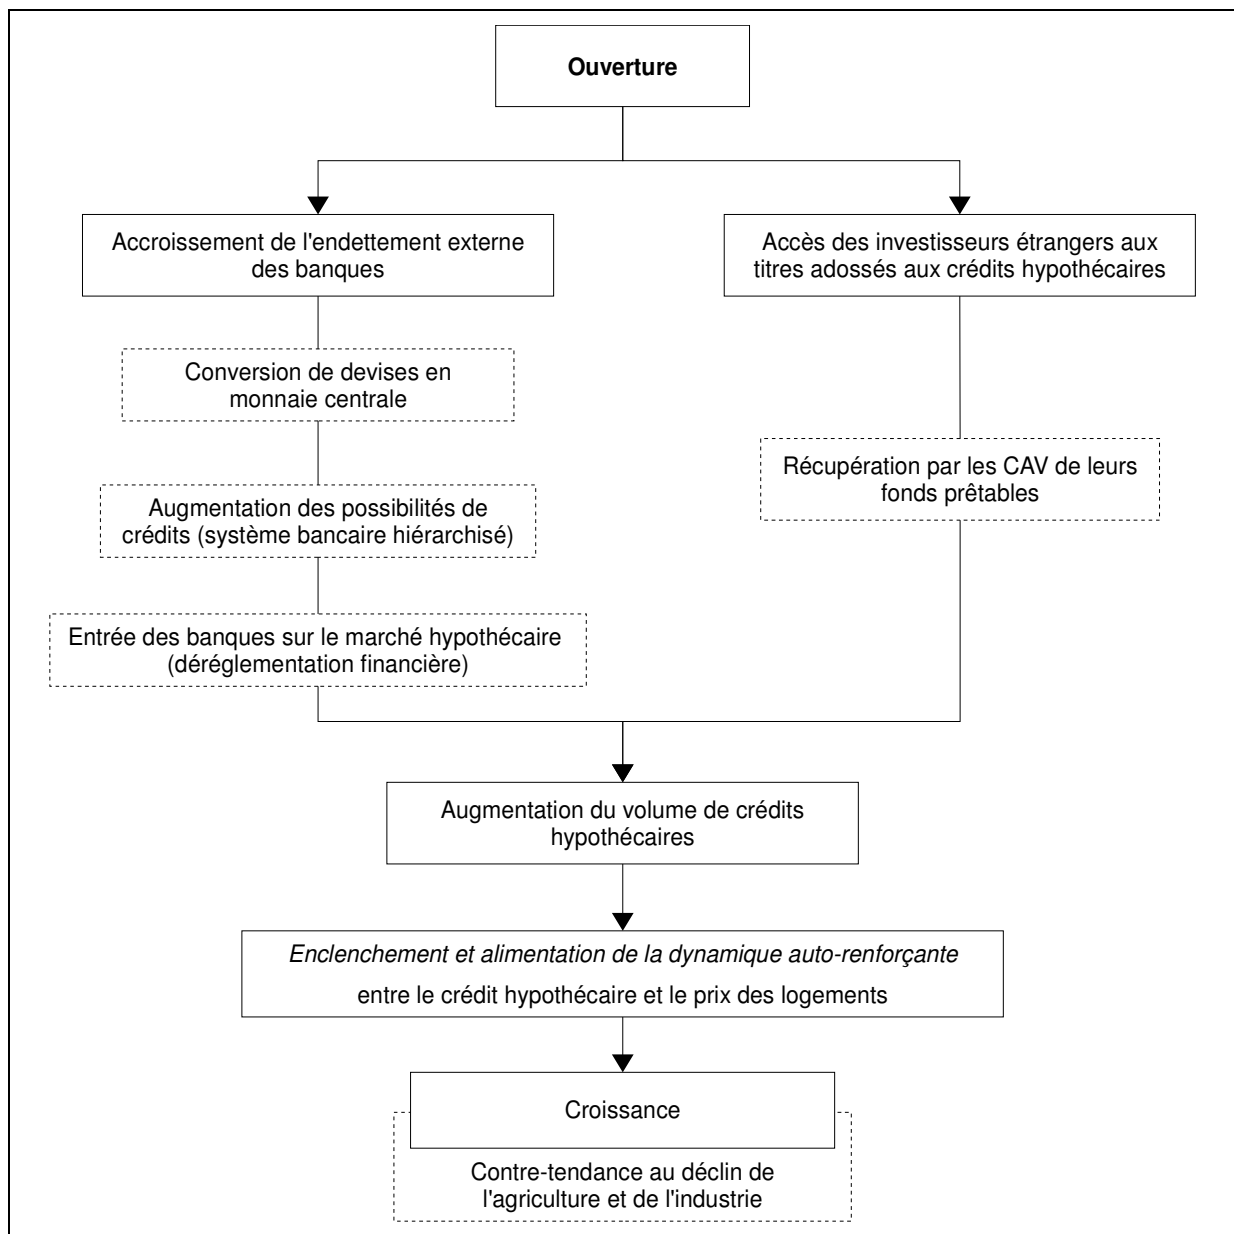 Ouverture
Accroissement de l'endettement externe
des banques
Accès des investisseurs étrangers aux
titres adossés aux crédits hypothécaires
Conversion de devises en
monnaie centrale
Récupération par les CAV de leurs
fonds prêtables
Augmentation des possibilités de
crédits (système bancaire hiérarchisé)
Entrée des banques sur le marché hypothécaire
(déréglementation financière)
Augmentation du volume de crédits
hypothécaires
Enclenchement et alimentation de la dynamique auto-renforçante
entre le crédit hypothécaire et le prix des logements
Croissance
Contre-tendance au déclin de
l'agriculture et de l'industrie